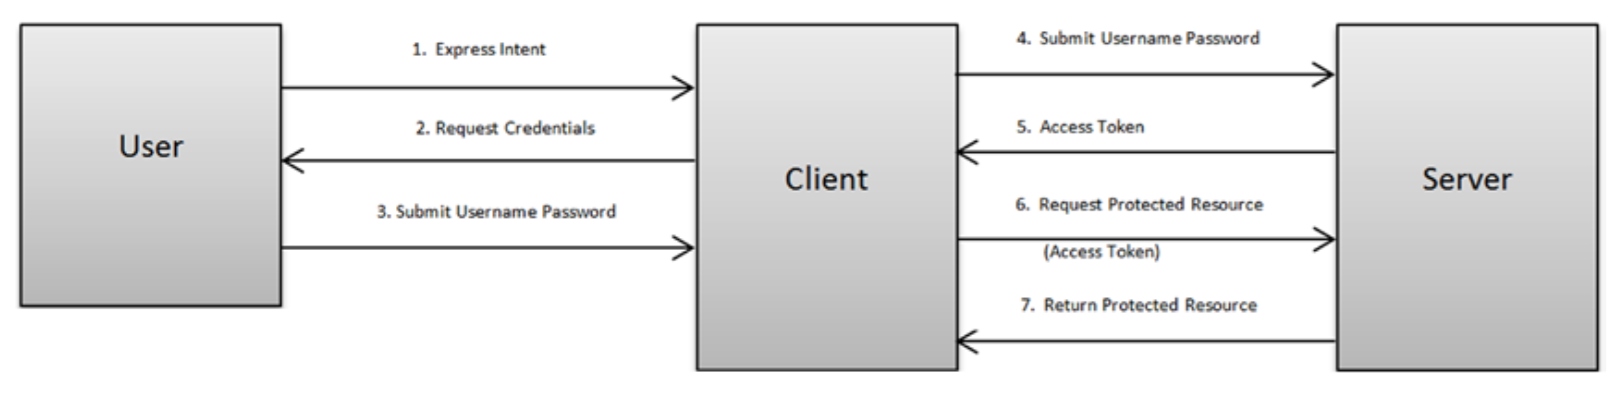 User
1. Express Intent
2. Request Credentials
3. Submit Username Password
Client
4. Submit Username Password
5. Access Token
6. Request Protected Resource
(Access Token)
7. Return Protected Resource
Server